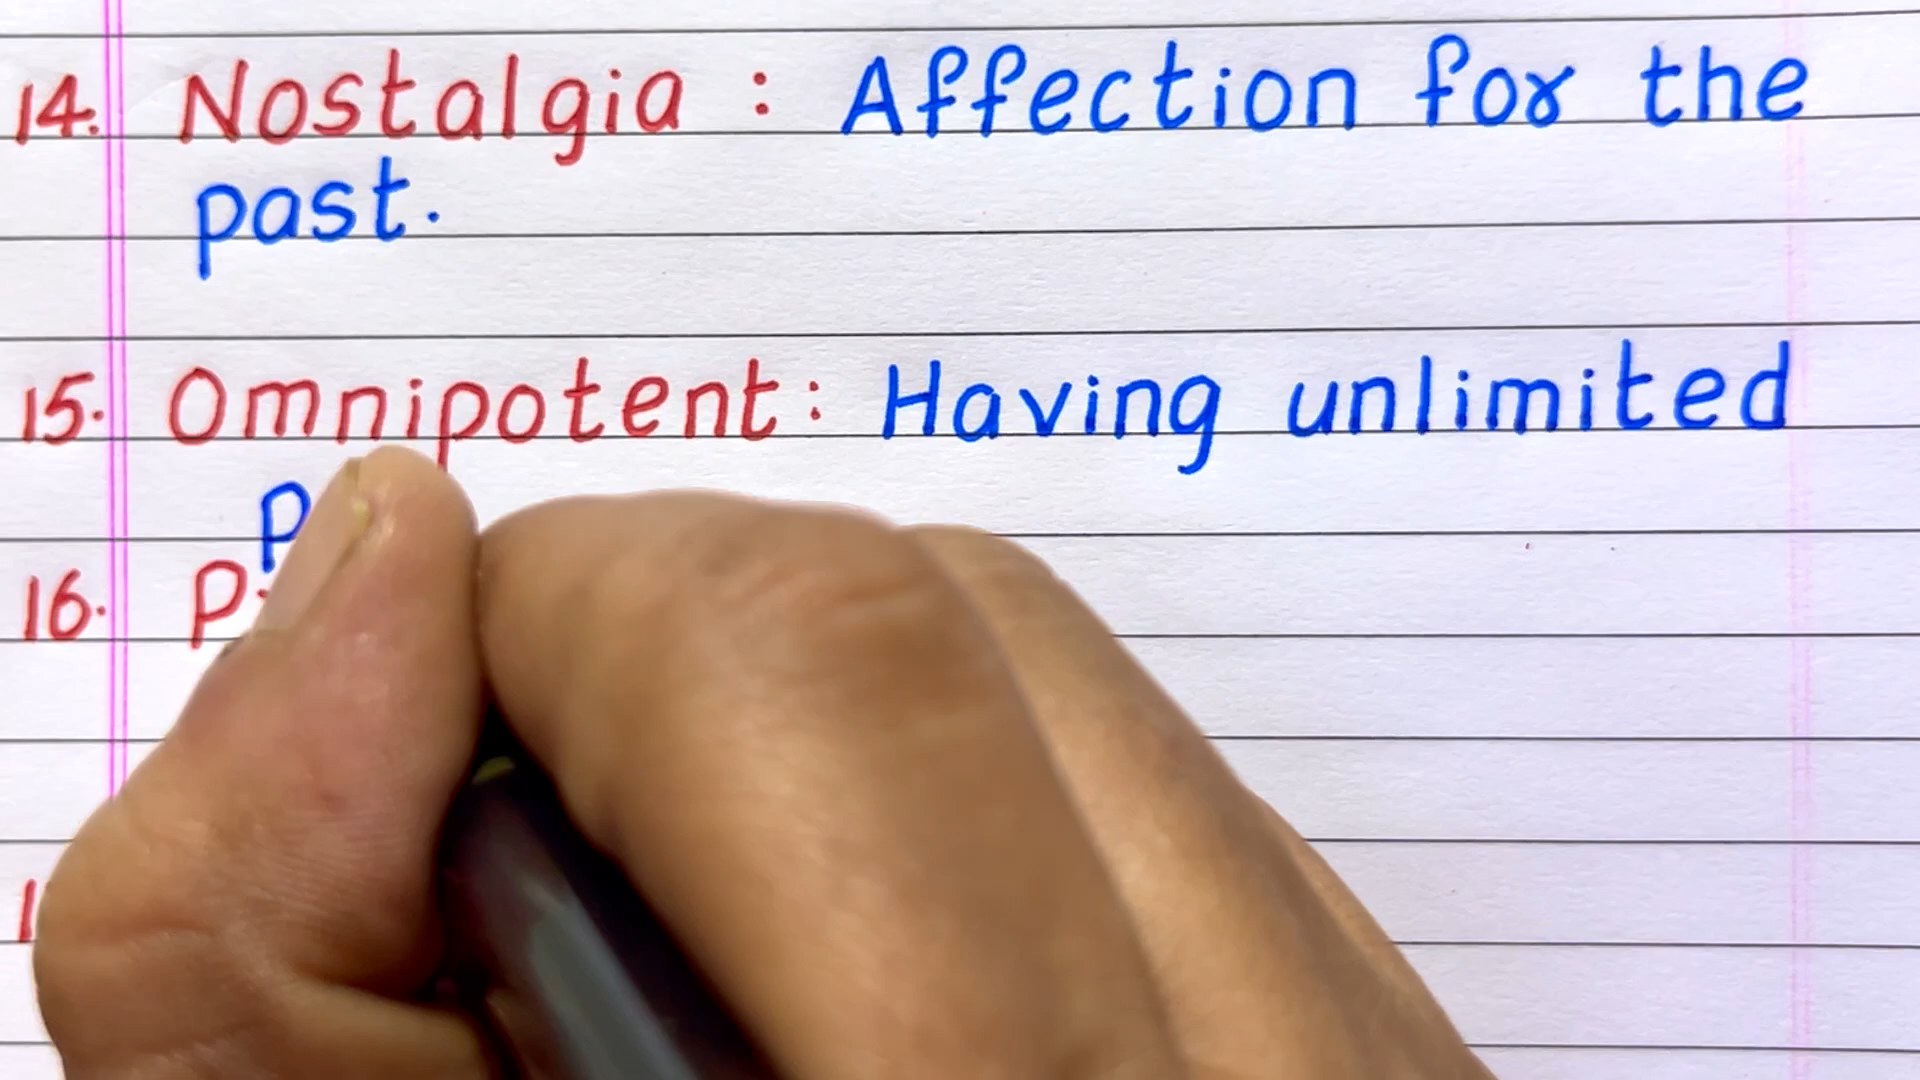 14. Nostalgia : Affection for the
past.
15. Omnipotent: Having unlimited
16.